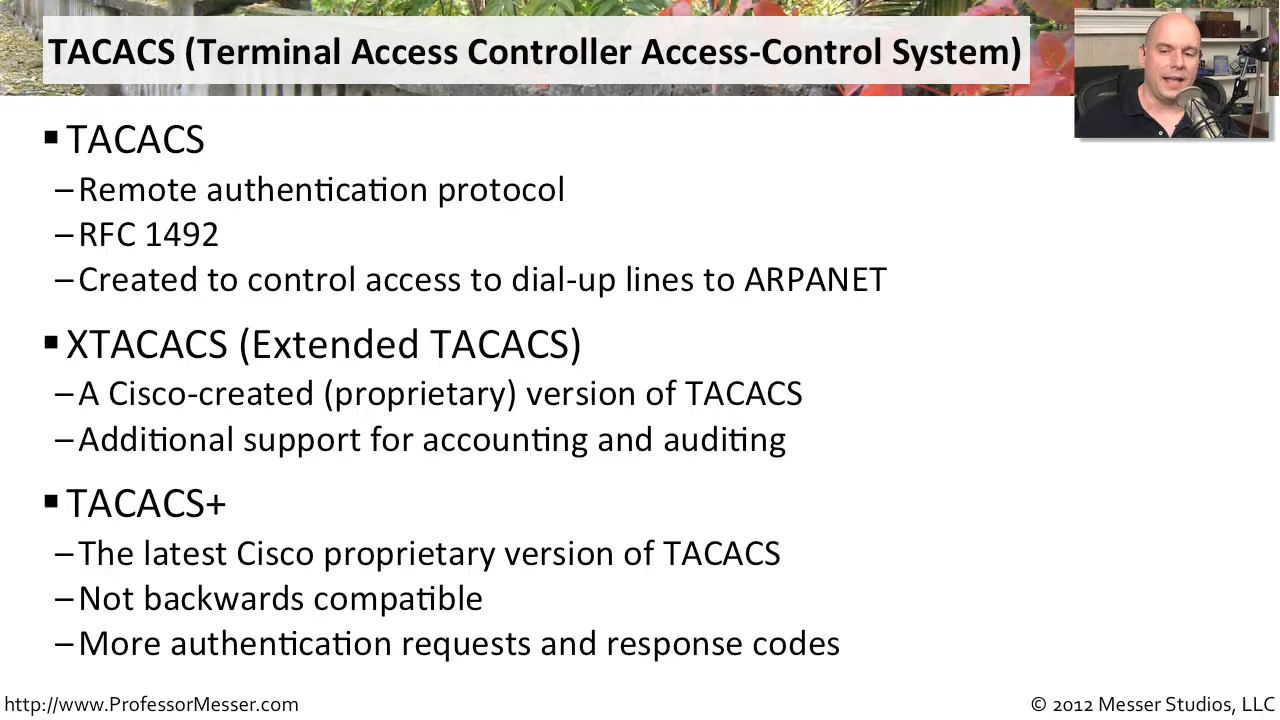 TACACS (Terminal Access Controller Access-Control System)
▪ TACACS
– Remote authentication protocol
– RFC 1492
– Created to control access to dial-up lines to ARPANET
▪ XTACACS (Extended TACACS)
– A Cisco-created (proprietary) version of TACACS
– Additional support for accounting and auditing
▪ TACACS+
– The latest Cisco proprietary version of TACACS
– Not backwards compatible
– More authentication requests and response codes
http://www.ProfessorMesser.com
© 2012 Messer Studios, LLC